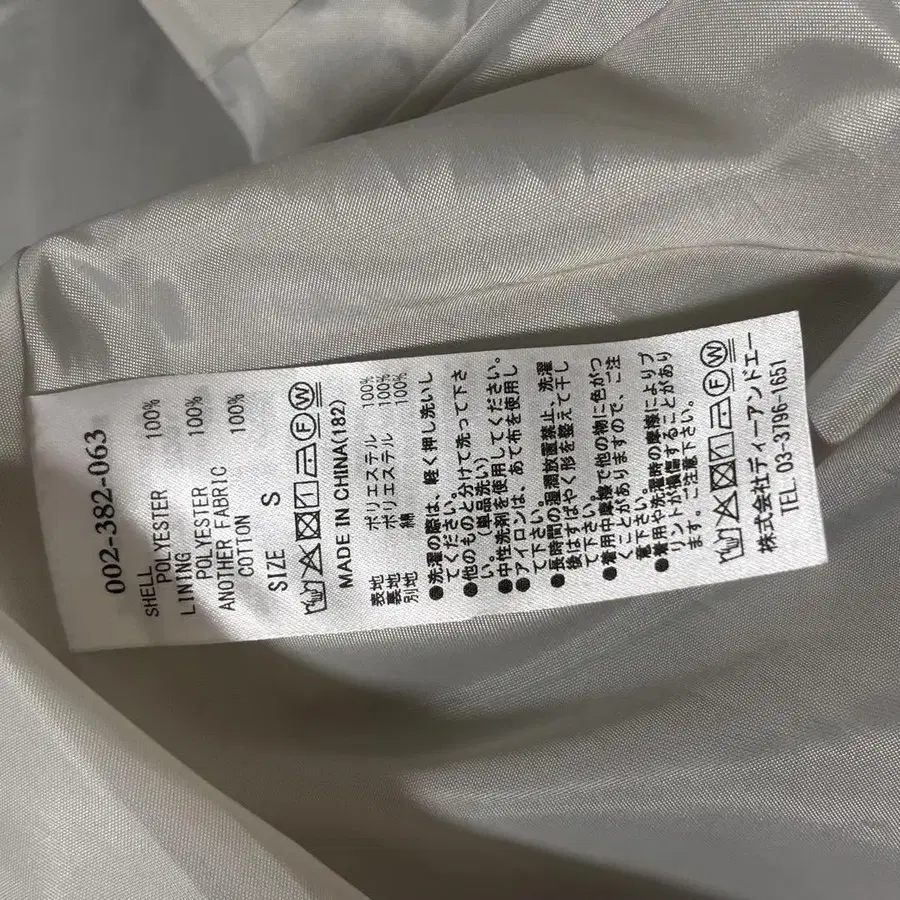 002-382-063
SHELL
POLYESTER 100%
LINING
POLYESTER 100%
ANOTHER FABRIC
COTTON 100%
SIZE S
MADE IN CHINA(182)
表地 ポリエステル 100%
裏地 ポリエステル 100%
別地 綿 100%
●洗濯の際は、軽く押し洗いし
てください。
●他のものと分けて洗って下さ
い。(単品洗い)
●中性洗剤を使用してください。
●アイロンは、あて布を使用し
て下さい。
●長時間の湿潤放置禁止、洗濯
後はすばやく形を整えて干し
て下さい。
●着用中摩擦で他の物に色がつ
くことがありますので、ご注
意下さい。
●着用や洗濯時の摩擦によりプ
リントが損傷することがあり
ます。ご注意下さい。
株式会社ディーアンドエー
TEL. 03-3796-1651